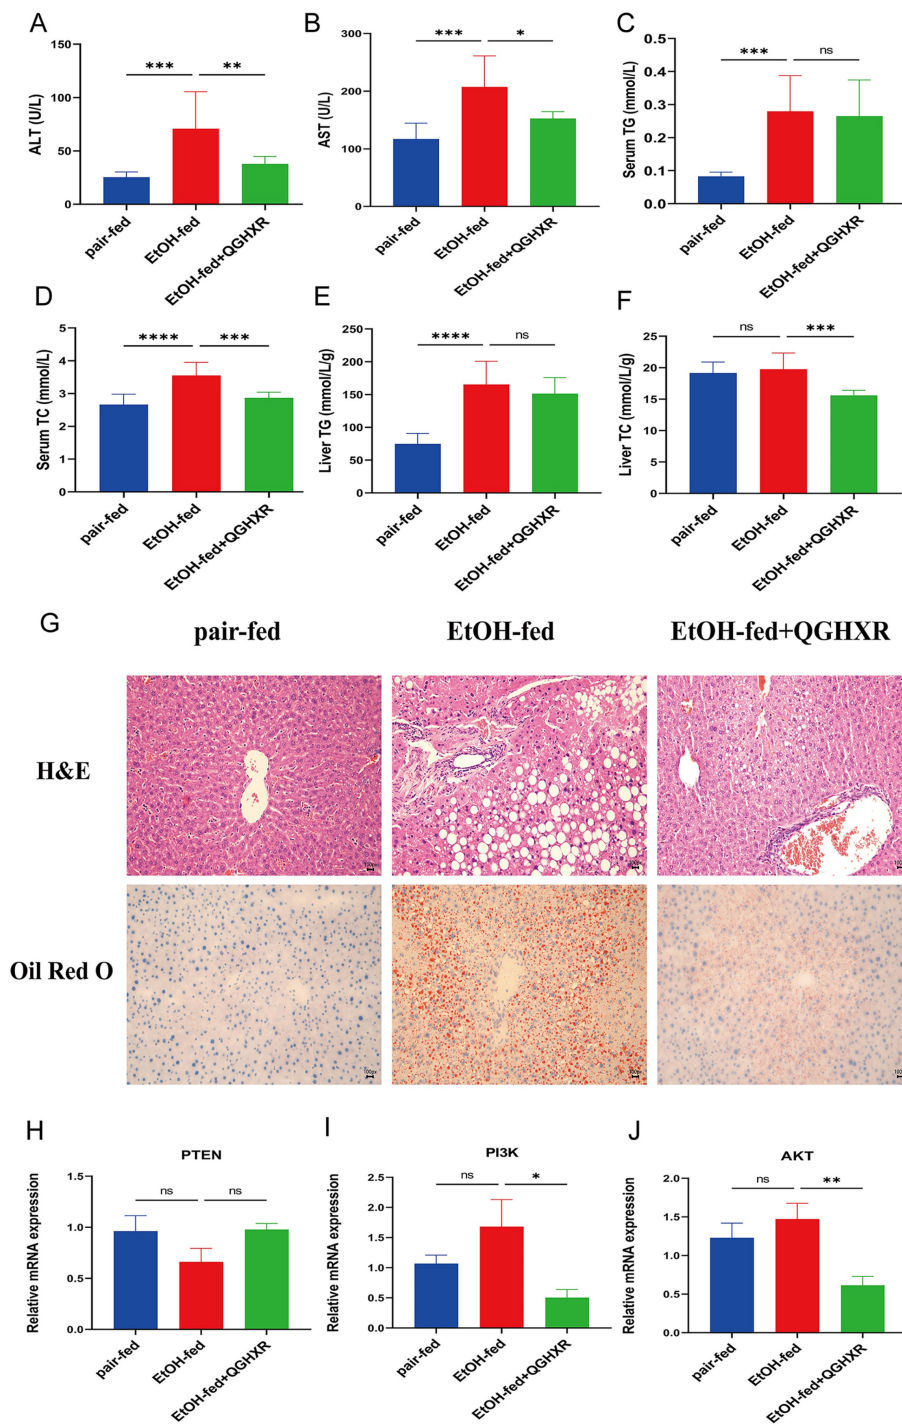 A
ALT (U/L)
150
100
50
0
***
**
pair-fed
EtOH-fed
EtOH-fed+QGHXR
B
AST (U/L)
300
200
100
0
***
*
pair-fed
EtOH-fed
EtOH-fed+QGHXR
C
Serum TG (mmol/L)
0.5
0.4
0.3
0.2
0.1
0.0
***
ns
pair-fed
EtOH-fed
EtOH-fed+QGHXR
D
Serum TC (mmol/L)
5
4
3
2
1
0
****
***
pair-fed
EtOH-fed
EtOH-fed+QGHXR
E
Liver TG (mmol/L/g)
250
200
150
100
50
0
****
ns
pair-fed
EtOH-fed
EtOH-fed+QGHXR
F
Liver TC (mmol/L/g)
25
20
15
10
5
0
ns
***
pair-fed
EtOH-fed
EtOH-fed+QGHXR
G
pair-fed
EtOH-fed
EtOH-fed+QGHXR
H&E
Oil Red O
100px
H
PTEN
Relative mRNA expression
1.5
1.0
0.5
0.0
ns
ns
pair-fed
EtOH-fed
EtOH-fed+QGHXR
I
PI3K
Relative mRNA expression
2.5
2.0
1.5
1.0
0.5
0.0
ns
*
pair-fed
EtOH-fed
EtOH-fed+QGHXR
J
AKT
Relative mRNA expression
2.0
1.5
1.0
0.5
0.0
ns
**
pair-fed
EtOH-fed
EtOH-fed+QGHXR